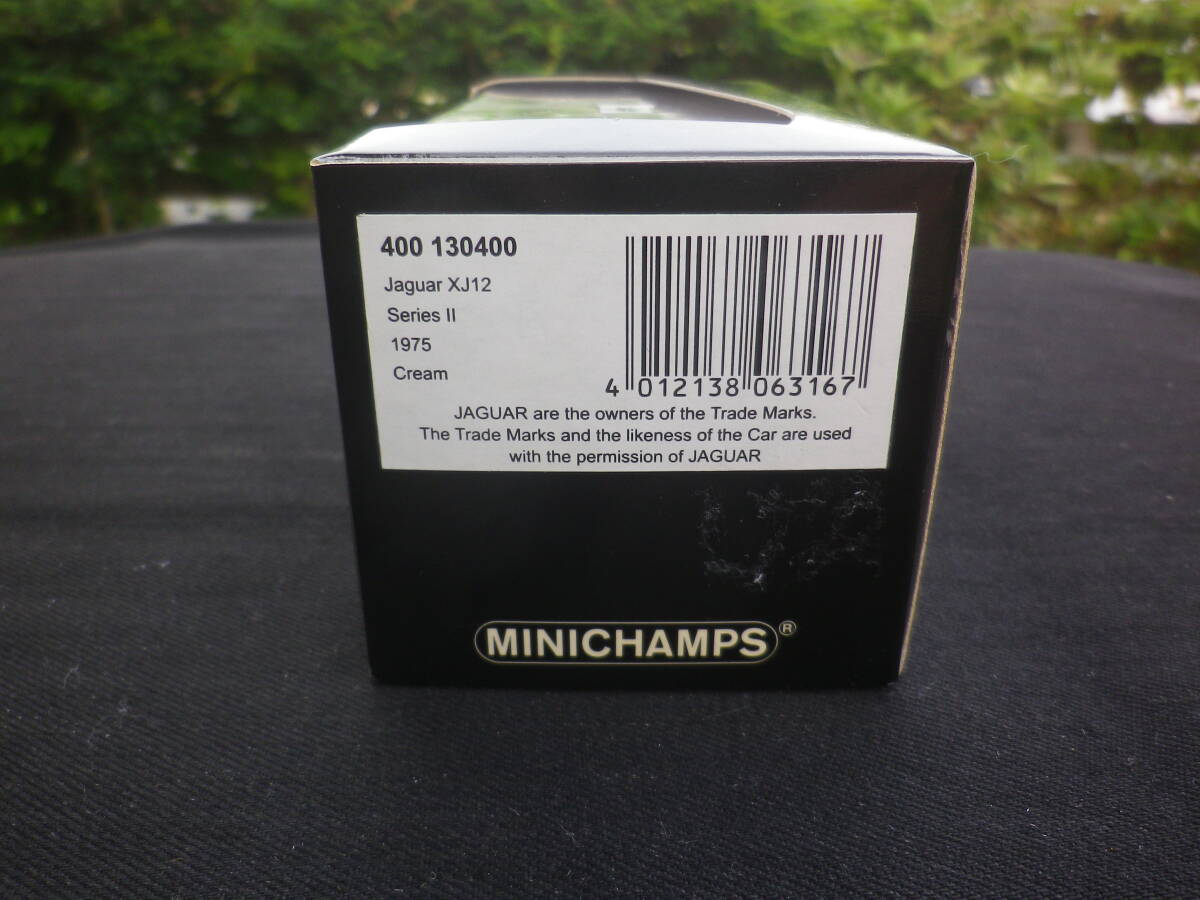 400 130400
Jaguar XJ12
Series II
1975
Cream
4 012138 063167
JAGUAR are the owners of the Trade Marks.
The Trade Marks and the likeness of the Car are used
with the permission of JAGUAR
MINICHAMPS®